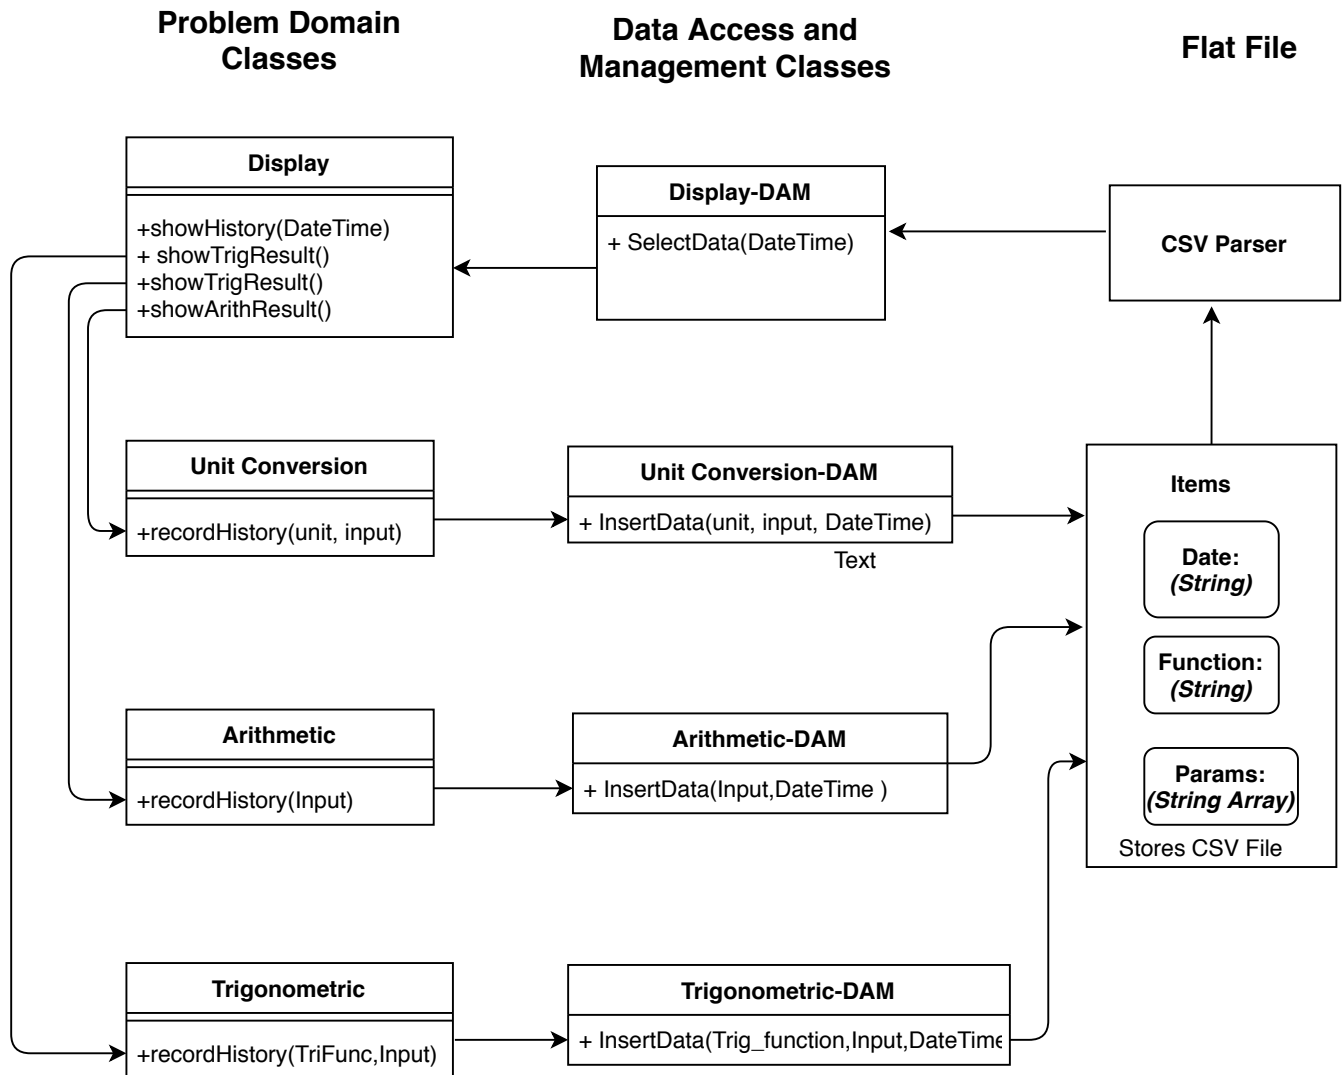 Problem Domain
Classes
Data Access and
Management Classes
Flat File
Display
+showHistory(DateTime)
+ showTrigResult()
+showTrigResult()
+showArithResult()
Display-DAM
+ SelectData(DateTime)
CSV Parser
Unit Conversion
+recordHistory(unit, input)
Unit Conversion-DAM
+ InsertData(unit, input, DateTime)
Text
Items
Date:
(String)
Function:
(String)
Params:
(String Array)
Stores CSV File
Arithmetic
+recordHistory(Input)
Arithmetic-DAM
+ InsertData(Input,DateTime )
Trigonometric
+recordHistory(TriFunc,Input)
Trigonometric-DAM
+ InsertData(Trig_function,Input,DateTime